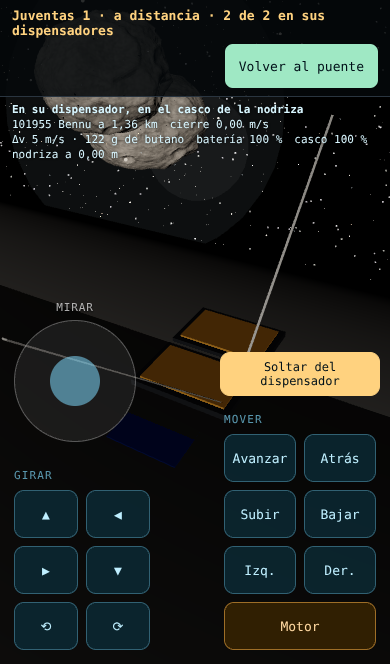 Juventas 1 · a distancia · 2 de 2 en sus
dispensadores
Volver al puente
En su dispensador, en el casco de la nodriza
101955 Bennu a 1,36 km cierre 0,00 m/s
Δv 5 m/s · 122 g de butano batería 100 % casco 100 %
nodriza a 0,00 m
MIRAR
Soltar del
dispensador
MOVER
Avanzar Atrás
GIRAR
▲ ◀ Subir Bajar
▶ ▼ Izq. Der.
⟲ ⟳ Motor